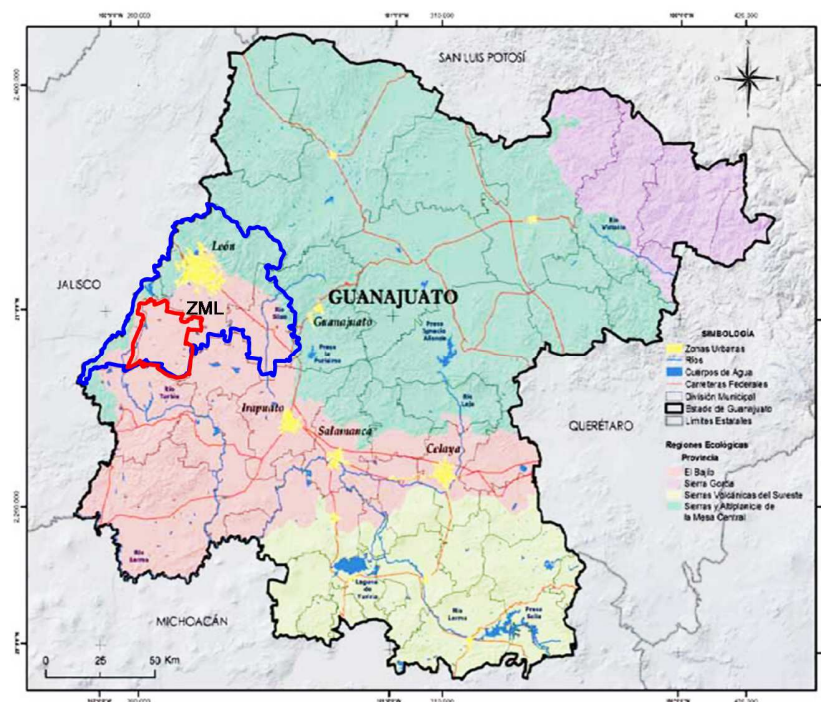 SAN LUIS POTOSÍ
León
JALISCO
ZML
GUANAJUATO
Guanajuato
Río
Silao
Río
Victoria
Presa
la
Purísima
Presa
Ignacio
Allende
Río
Turbio
Río
Laja
Irapuato
Salamanca
Celaya
QUERÉTARO
Río
Lerma
Laguna
de
Yuriria
Río
Lerma
Presa
Solís
MICHOACÁN
0 25 50 Km
SIMBOLOGÍA
Zonas Urbanas
Ríos
Cuerpos de Agua
Carreteras Federales
División Municipal
Estado de Guanajuato
Límites Estatales
Regiones Ecológicas
Provincia
El Bajío
Sierra Gorda
Sierras Volcánicas del Sureste
Sierras y Altiplanicie de
la Mesa Central